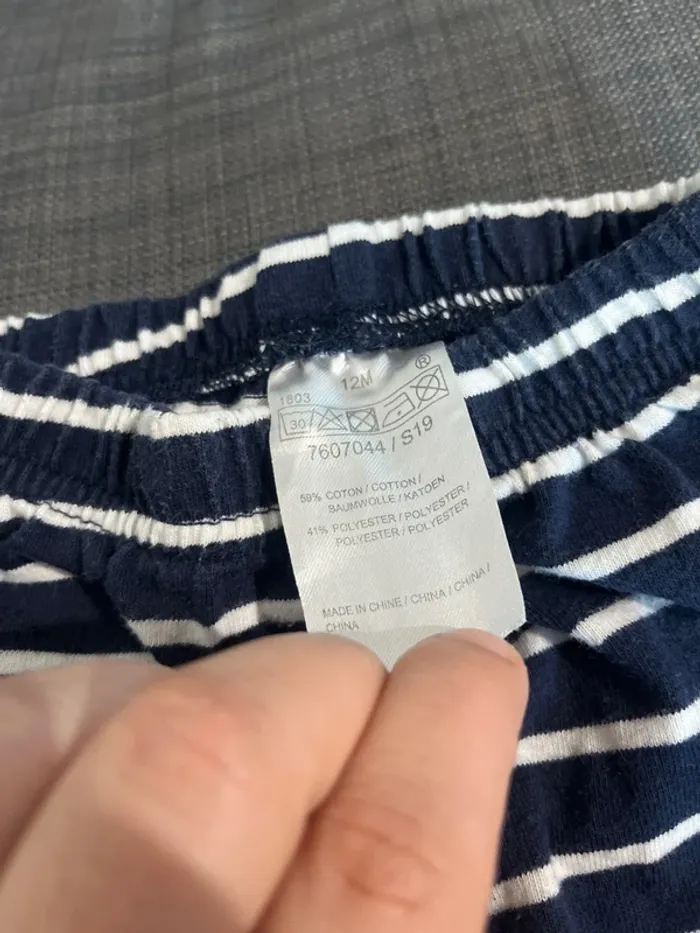 12M
®
1803
30
7607044 / S19
59% COTON / COTTON /
BAUMWOLLE / KATOEN
41% POLYESTER / POLYESTER /
POLYESTER / POLYESTER
MADE IN CHINE / CHINA / CHINA /
CHINA